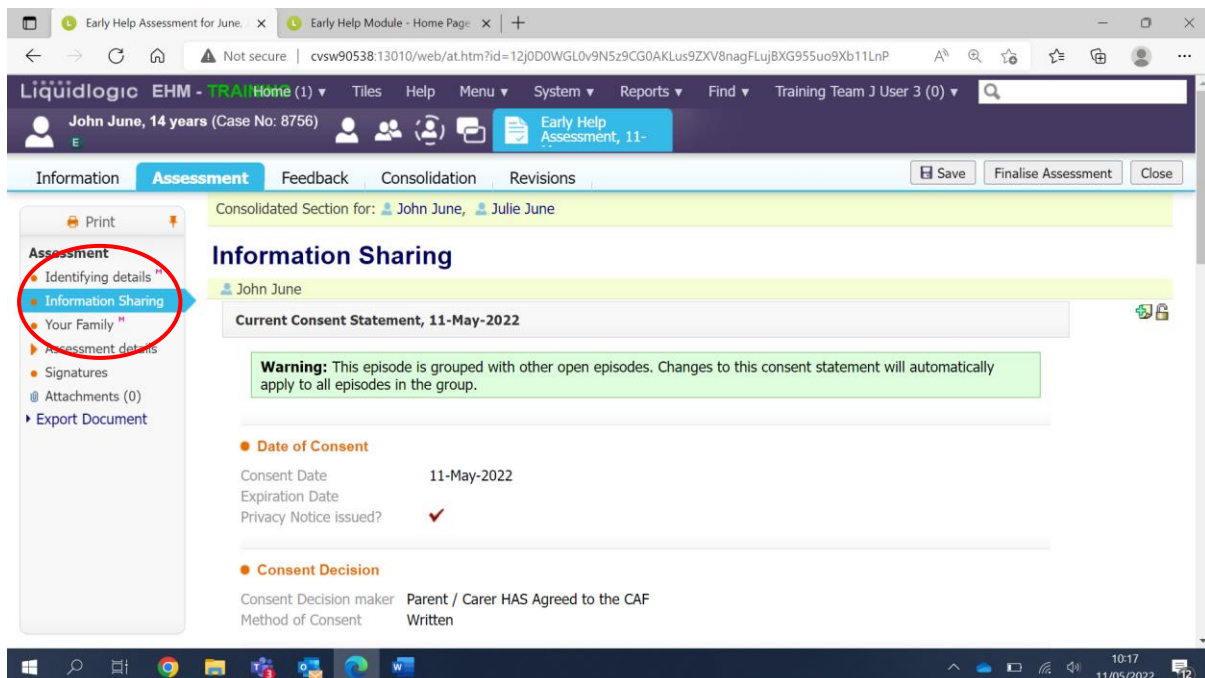 Early Help Assessment for June, Early Help Module - Home Page
Not secure cvsw90538:13010/web/at.htm?id=12j0D0WGL0v9N5z9CG0AKLus9ZXV8nagFLujBXG955uo9Xb11LnP
Liquidlogic EHM - TRAI Home (1) Tiles Help Menu System Reports Find Training Team J User 3 (0)
John June, 14 years (Case No: 8756) Early Help
E Assessment, 11-
Information Assessment Feedback Consolidation Revisions Save Finalise Assessment Close
Print
Consolidated Section for: John June, Julie June
Assessment
Identifying details M
Information Sharing
Your Family M
Assessment details
Signatures
Attachments (0)
Export Document
Information Sharing
John June
Current Consent Statement, 11-May-2022
Warning: This episode is grouped with other open episodes. Changes to this consent statement will automatically
apply to all episodes in the group.
Date of Consent
Consent Date 11-May-2022
Expiration Date
Privacy Notice issued?
Consent Decision
Consent Decision maker Parent / Carer HAS Agreed to the CAF
Method of Consent Written
10:17
11/05/2022
12